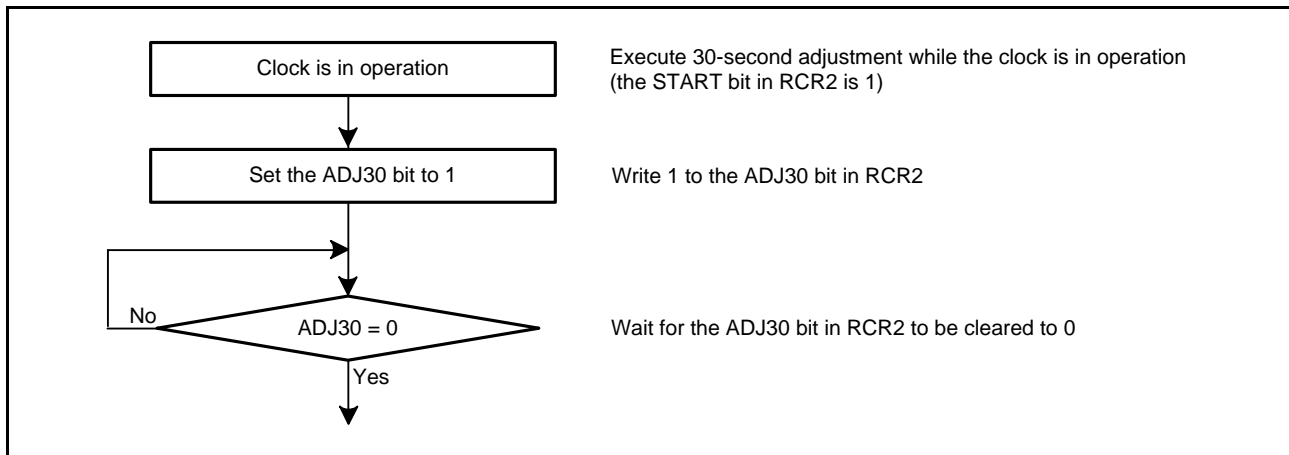 Clock is in operation
Execute 30-second adjustment while the clock is in operation
(the START bit in RCR2 is 1)
Set the ADJ30 bit to 1
Write 1 to the ADJ30 bit in RCR2
No
ADJ30 = 0
Wait for the ADJ30 bit in RCR2 to be cleared to 0
Yes